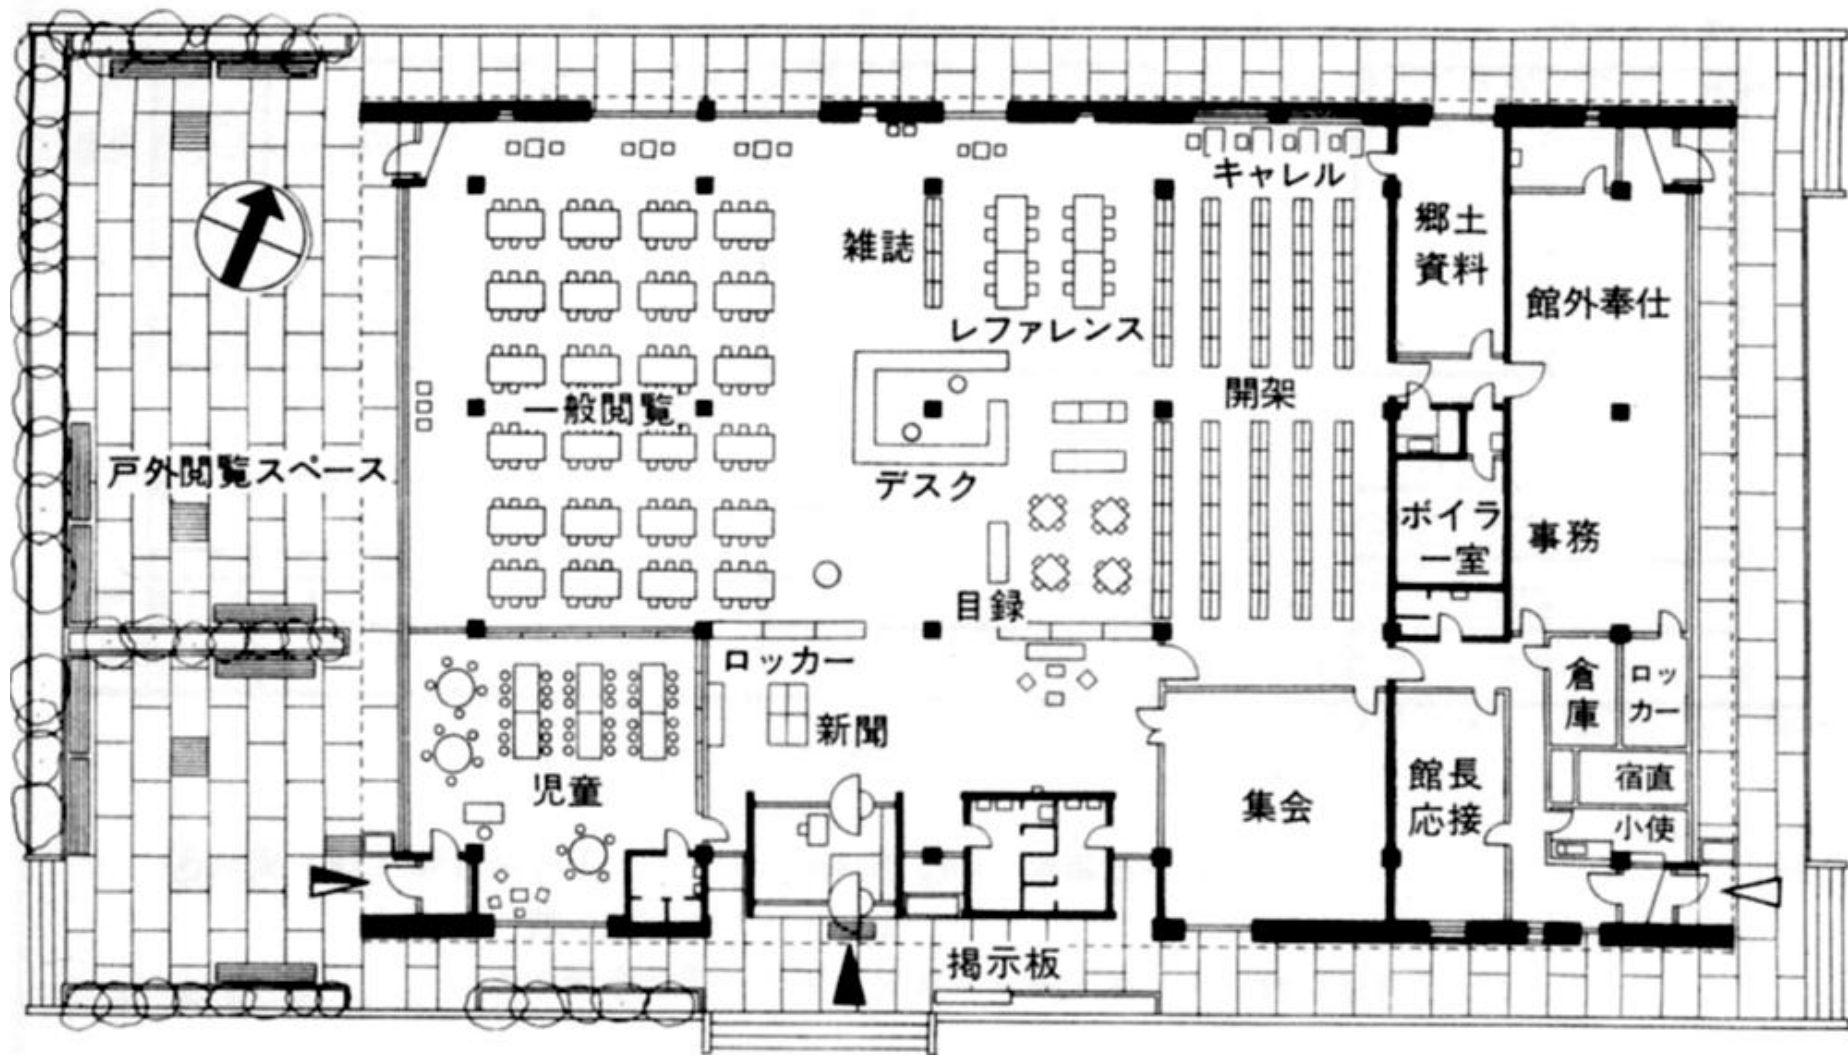 キャレル
郷土
資料
雑誌
館外奉仕
レファレンス
開架
一般閲覧
戸外閲覧スペース
デスク
ボイラ
ー室
事務
目録
ロッカー
倉
庫
ロッ
カー
新聞
児童
館長
応接
宿直
集会
小使
掲示板